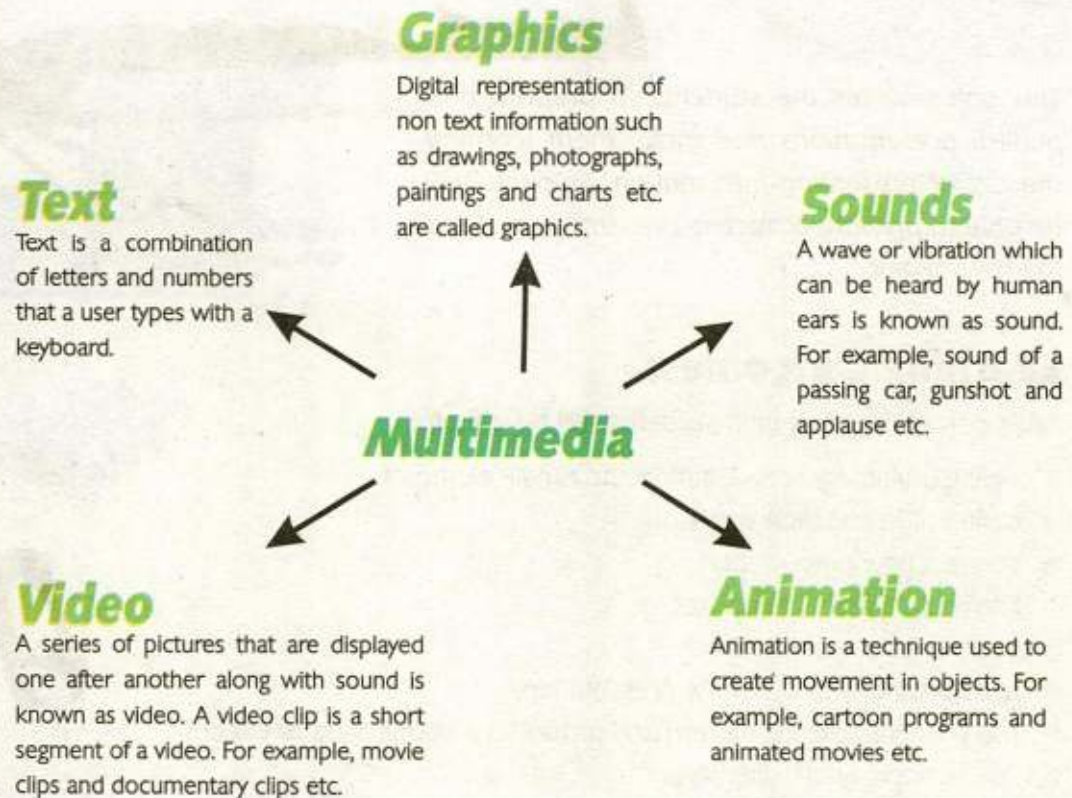 Graphics
Digital representation of
non text information such
as drawings, photographs,
paintings and charts etc.
are called graphics.
Text
Text is a combination
of letters and numbers
that a user types with a
keyboard.
Sounds
A wave or vibration which
can be heard by human
ears is known as sound.
For example, sound of a
passing car, gunshot and
applause etc.
Multimedia
Video
A series of pictures that are displayed
one after another along with sound is
known as video. A video clip is a short
segment of a video. For example, movie
clips and documentary clips etc.
Animation
Animation is a technique used to
create movement in objects. For
example, cartoon programs and
animated movies etc.